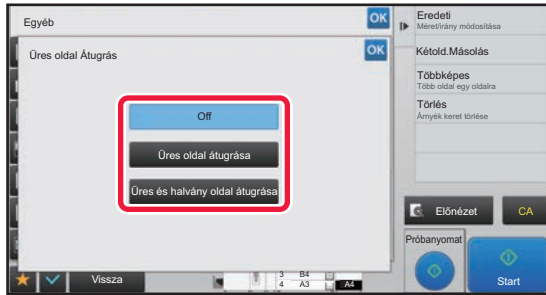 Egyéb
OK
Üres oldal Átugrás
OK
Off
Üres oldal átugrása
Üres és halvány oldal átugrása
Vissza
3 B4
4 A3
A4
Eredeti
Méret/irány módosítása
Kétold.Másolás
Többképes
Több oldal egy oldalra
Törlés
Árnyék keret törlése
Előnézet
CA
Próbanyomat
Start